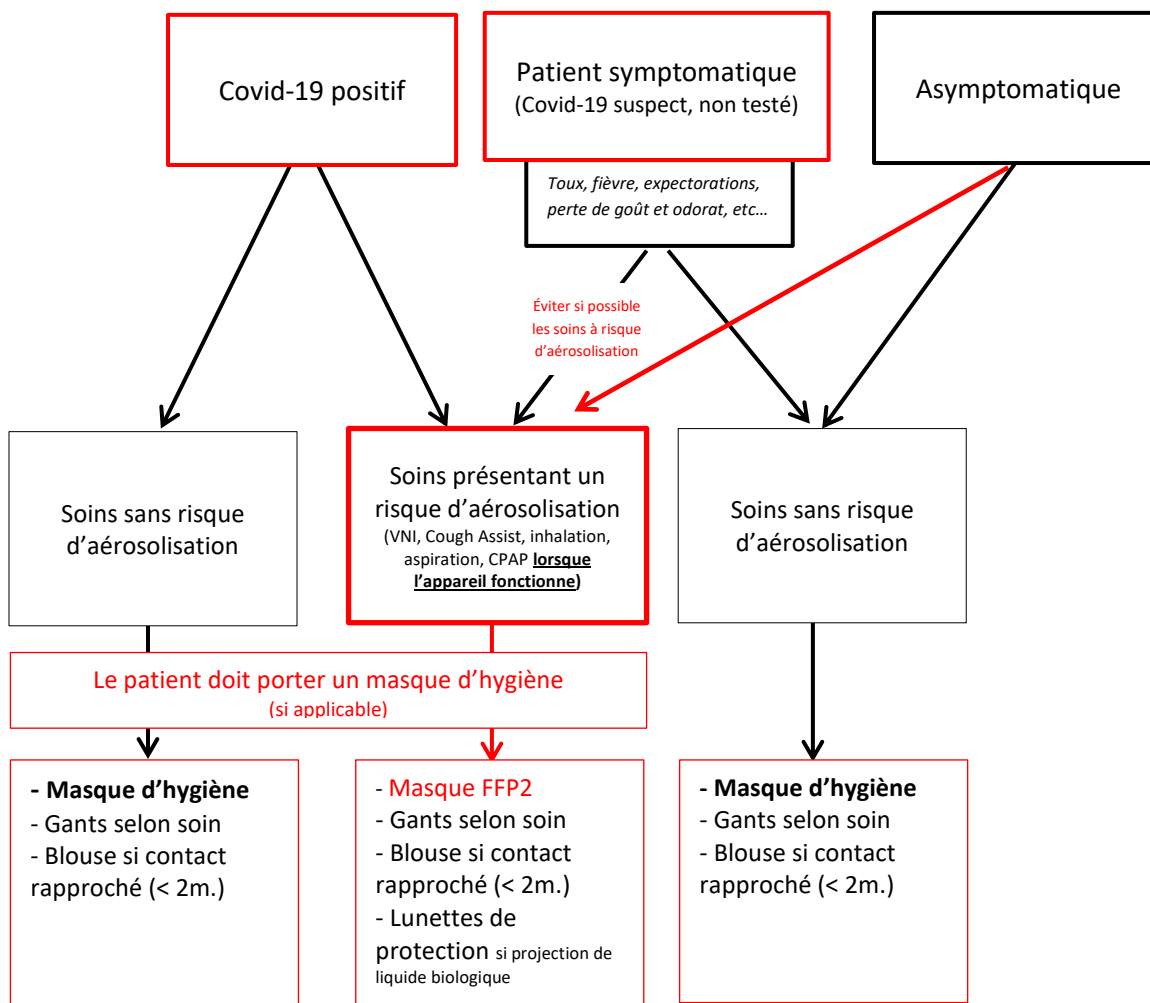 Covid-19 positif
Patient symptomatique
(Covid-19 suspect, non testé)
Asymptomatique
Toux, fièvre, expectorations,
perte de goût et odorat, etc…
Éviter si possible
les soins à risque
d’aérosolisation
Soins sans risque
d’aérosolisation
Soins présentant un
risque d’aérosolisation
(VNI, Cough Assist, inhalation,
aspiration, CPAP lorsque
l’appareil fonctionne)
Soins sans risque
d’aérosolisation
Le patient doit porter un masque d’hygiène
(si applicable)
- Masque d’hygiène
- Gants selon soin
- Blouse si contact
rapproché (< 2m.)
- Masque FFP2
- Gants selon soin
- Blouse si contact
rapproché (< 2m.)
- Lunettes de
protection si projection de
liquide biologique
- Masque d’hygiène
- Gants selon soin
- Blouse si contact
rapproché (< 2m.)